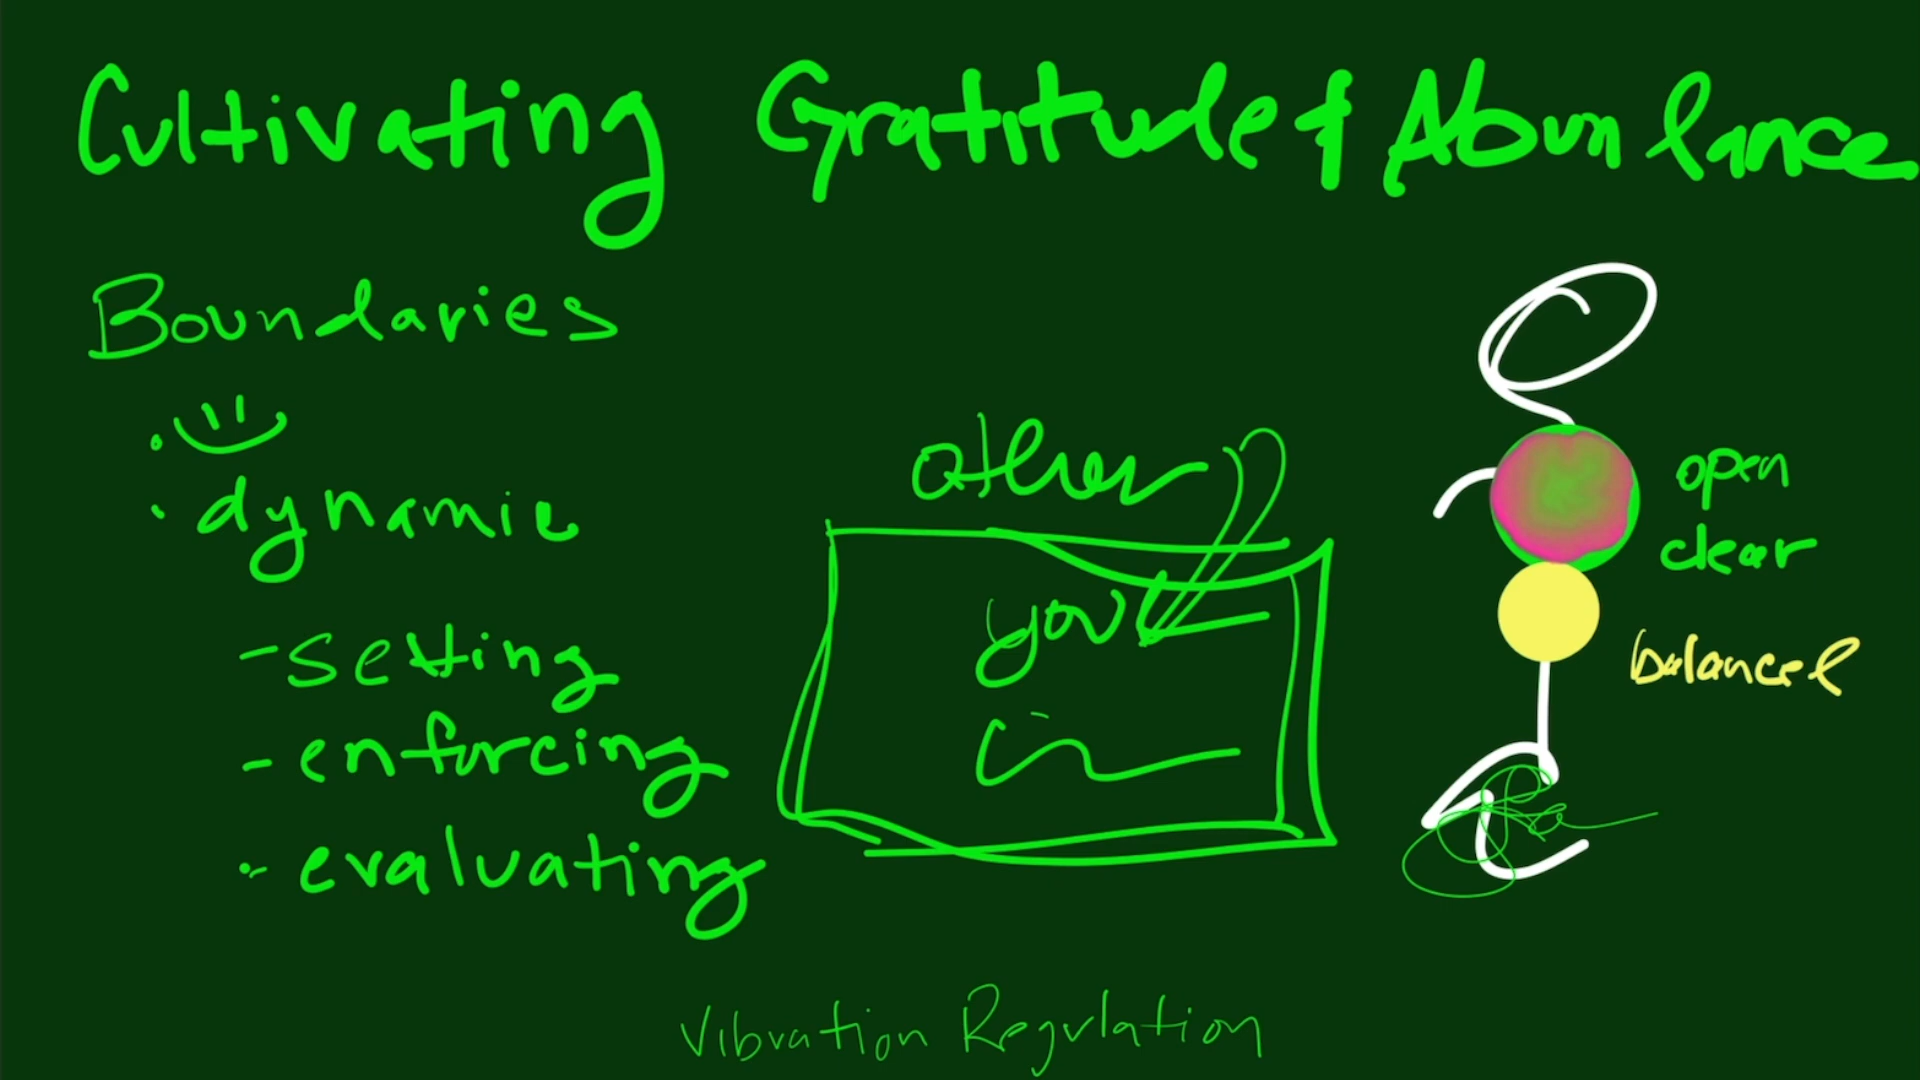 Cultivating Gratitude & Abundance
Boundaries
· dynamic
- setting
- enforcing
- evaluating
other
you
in
open
clear
balanced
Vibration Regulation